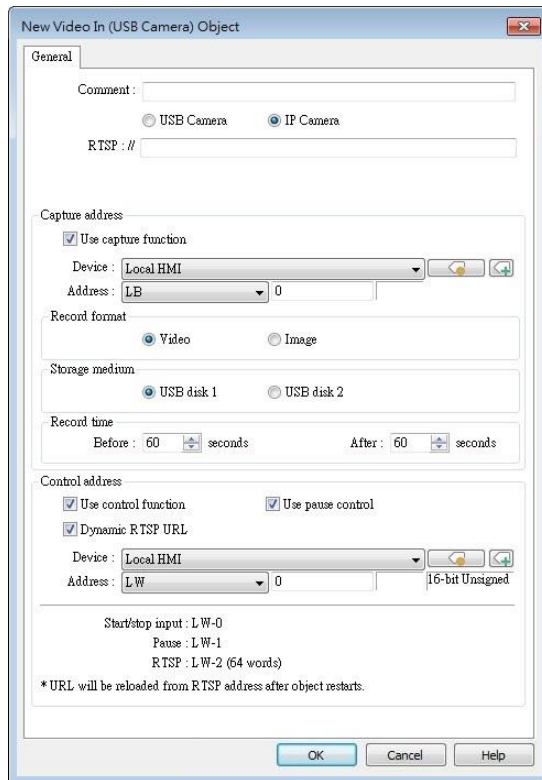 New Video In (USB Camera) Object
General
Comment :
USB Camera IP Camera
RTSP : //
Capture address
Use capture function
Device : Local HMI
Address : LB 0
Record format
Video Image
Storage medium
USB disk 1 USB disk 2
Record time
Before : 60 seconds After : 60 seconds
Control address
Use control function Use pause control
Dynamic RTSP URL
Device : Local HMI
Address : LW 0 16-bit Unsigned
Start/stop input : LW-0
Pause : LW-1
RTSP : LW-2 (64 words)
* URL will be reloaded from RTSP address after object restarts.
OK Cancel Help